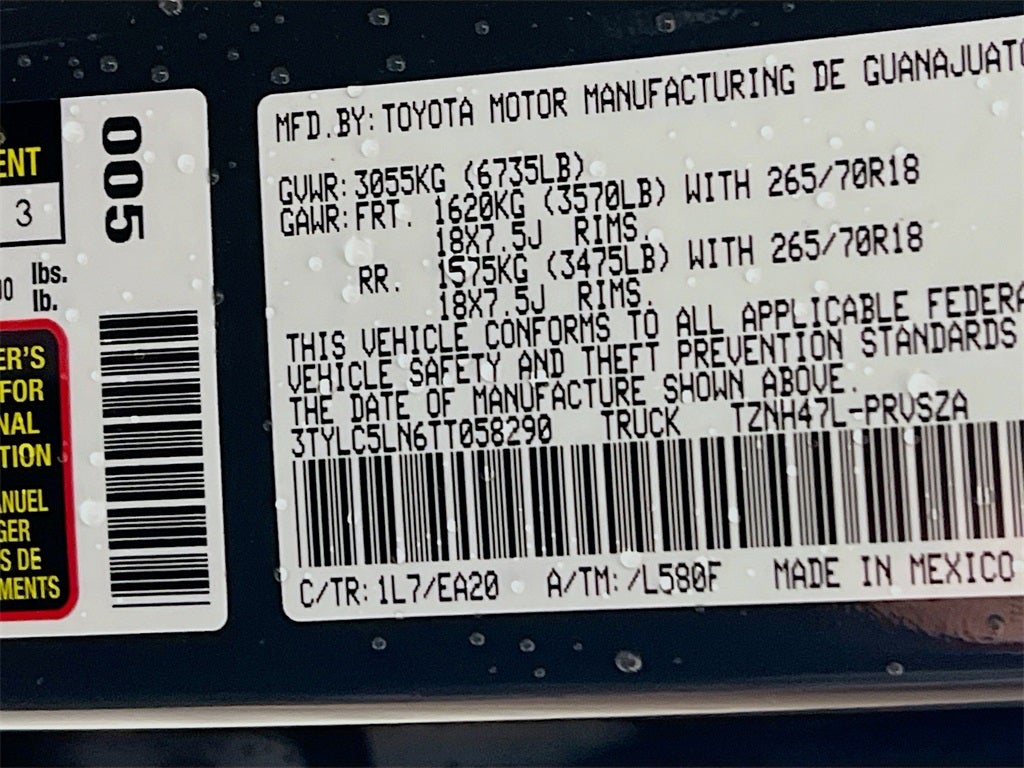 ENT
3
00 lbs.
lb.
ER'S
FOR
NAL
TION
ANUEL
GER
S DE
MENTS
005
MFD.BY:TOYOTA MOTOR MANUFACTURING DE GUANAJUATO
GVWR:3055KG (6735LB)
GAWR:FRT. 1620KG (3570LB) WITH 265/70R18
18X7.5J RIMS.
RR. 1575KG (3475LB) WITH 265/70R18
18X7.5J RIMS.
THIS VEHICLE CONFORMS TO ALL APPLICABLE FEDERA
VEHICLE SAFETY AND THEFT PREVENTION STANDARDS
THE DATE OF MANUFACTURE SHOWN ABOVE.
3TYLC5LN6TT058290 TRUCK TZNH47L-PRVSZA
C/TR:1L7/EA20 A/TM:/L580F MADE IN MEXICO